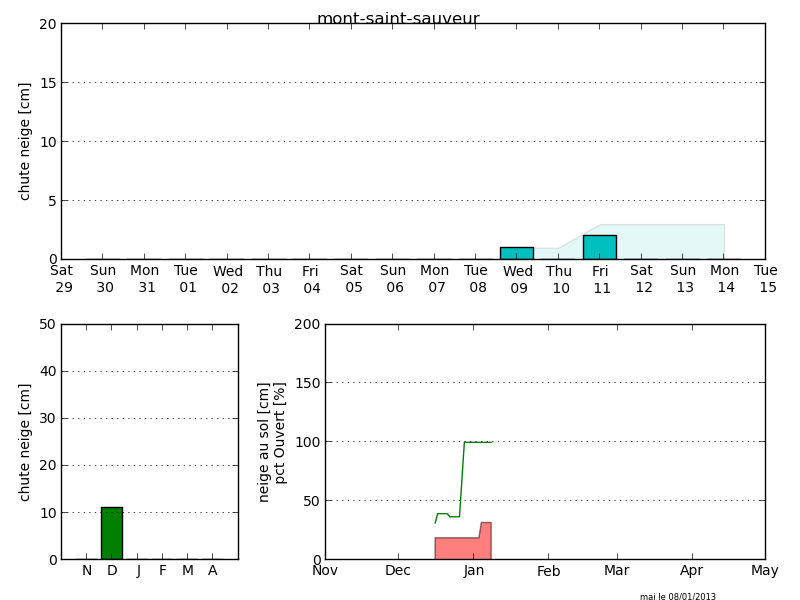 mont-saint-sauveur
chute neige [cm]
20
15
10
5
0
Sat Sun Mon Tue Wed Thu Fri Sat Sun Mon Tue Wed Thu Fri Sat Sun Mon Tue
29 30 31 01 02 03 04 05 06 07 08 09 10 11 12 13 14 15
chute neige [cm]
50
40
30
20
10
0
N D J F M A
neige au sol [cm]
pct Ouvert [%]
200
150
100
50
0
Nov Dec Jan Feb Mar Apr May
mai le 08/01/2013